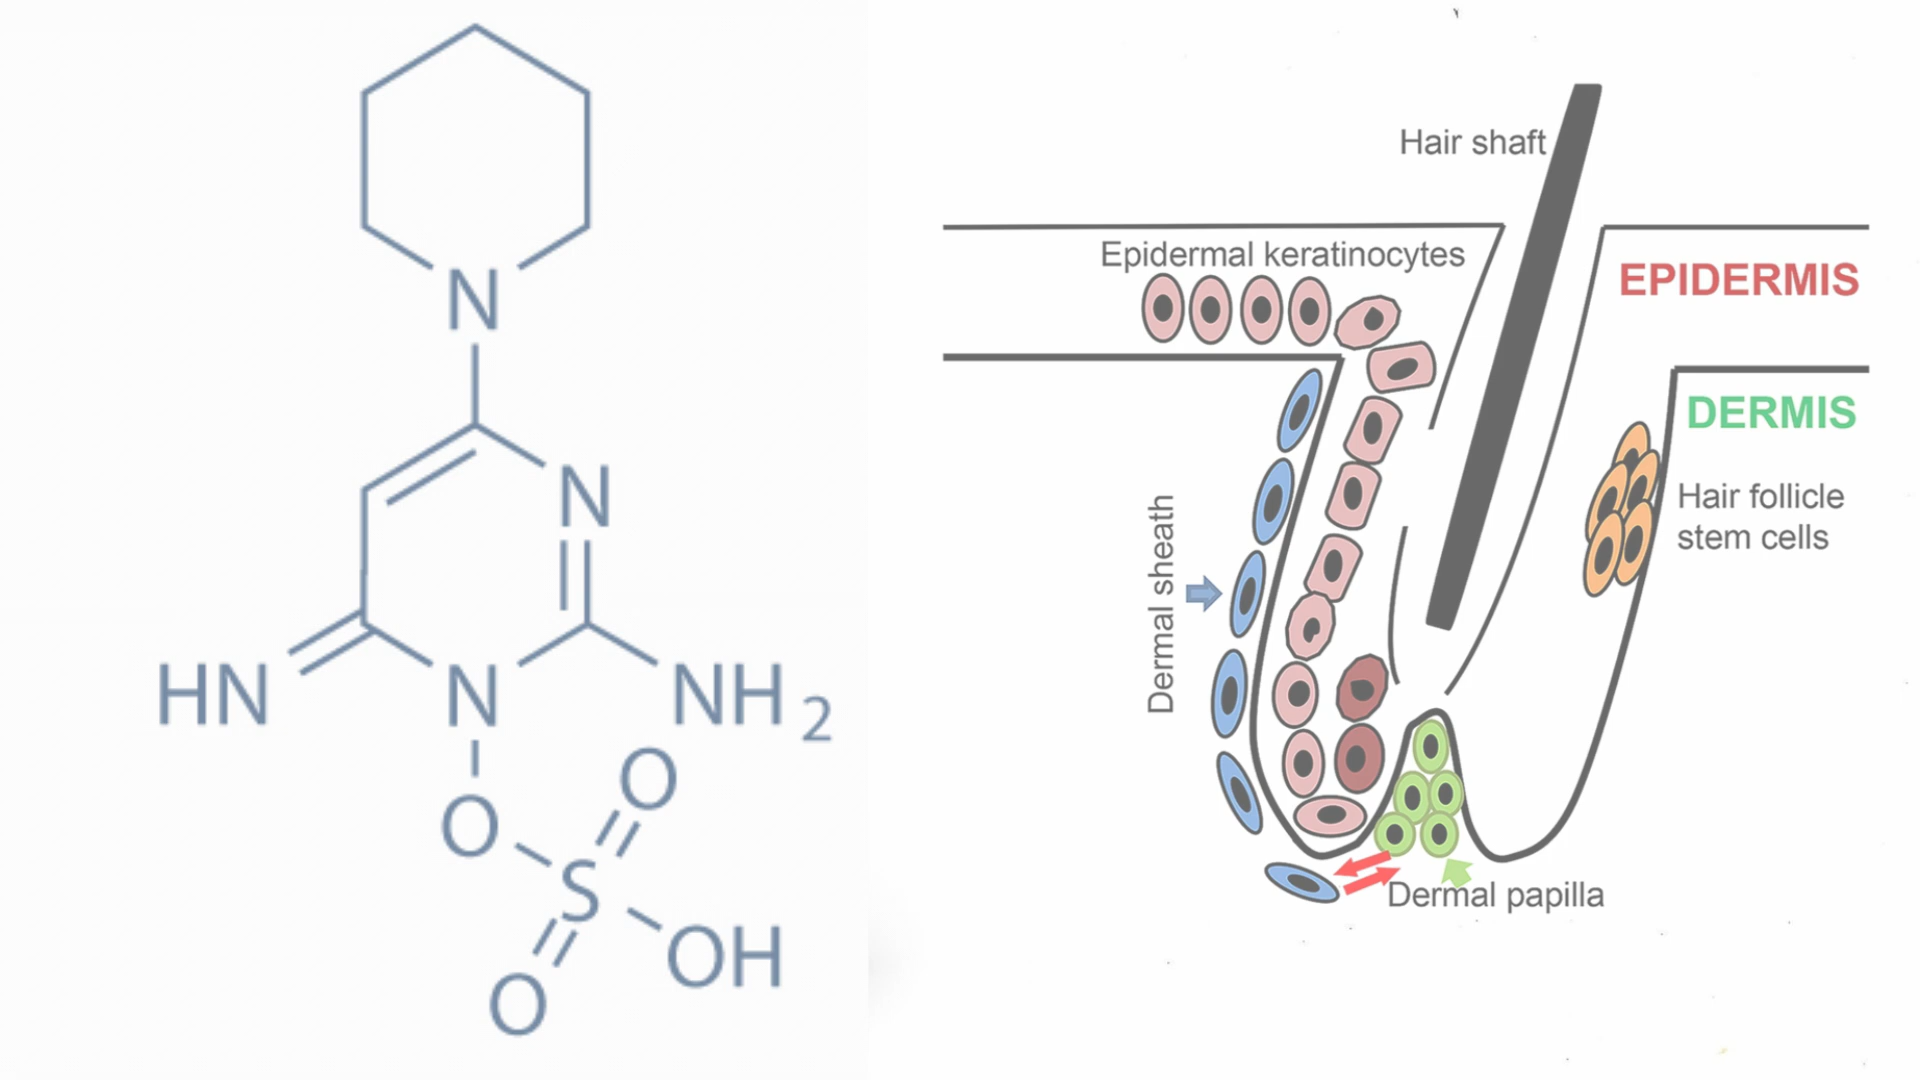 N
N
HN
N
NH2
O
O
S
OH
O
Hair shaft
Epidermal keratinocytes
EPIDERMIS
DERMIS
Hair follicle
stem cells
Dermal sheath
Dermal papilla